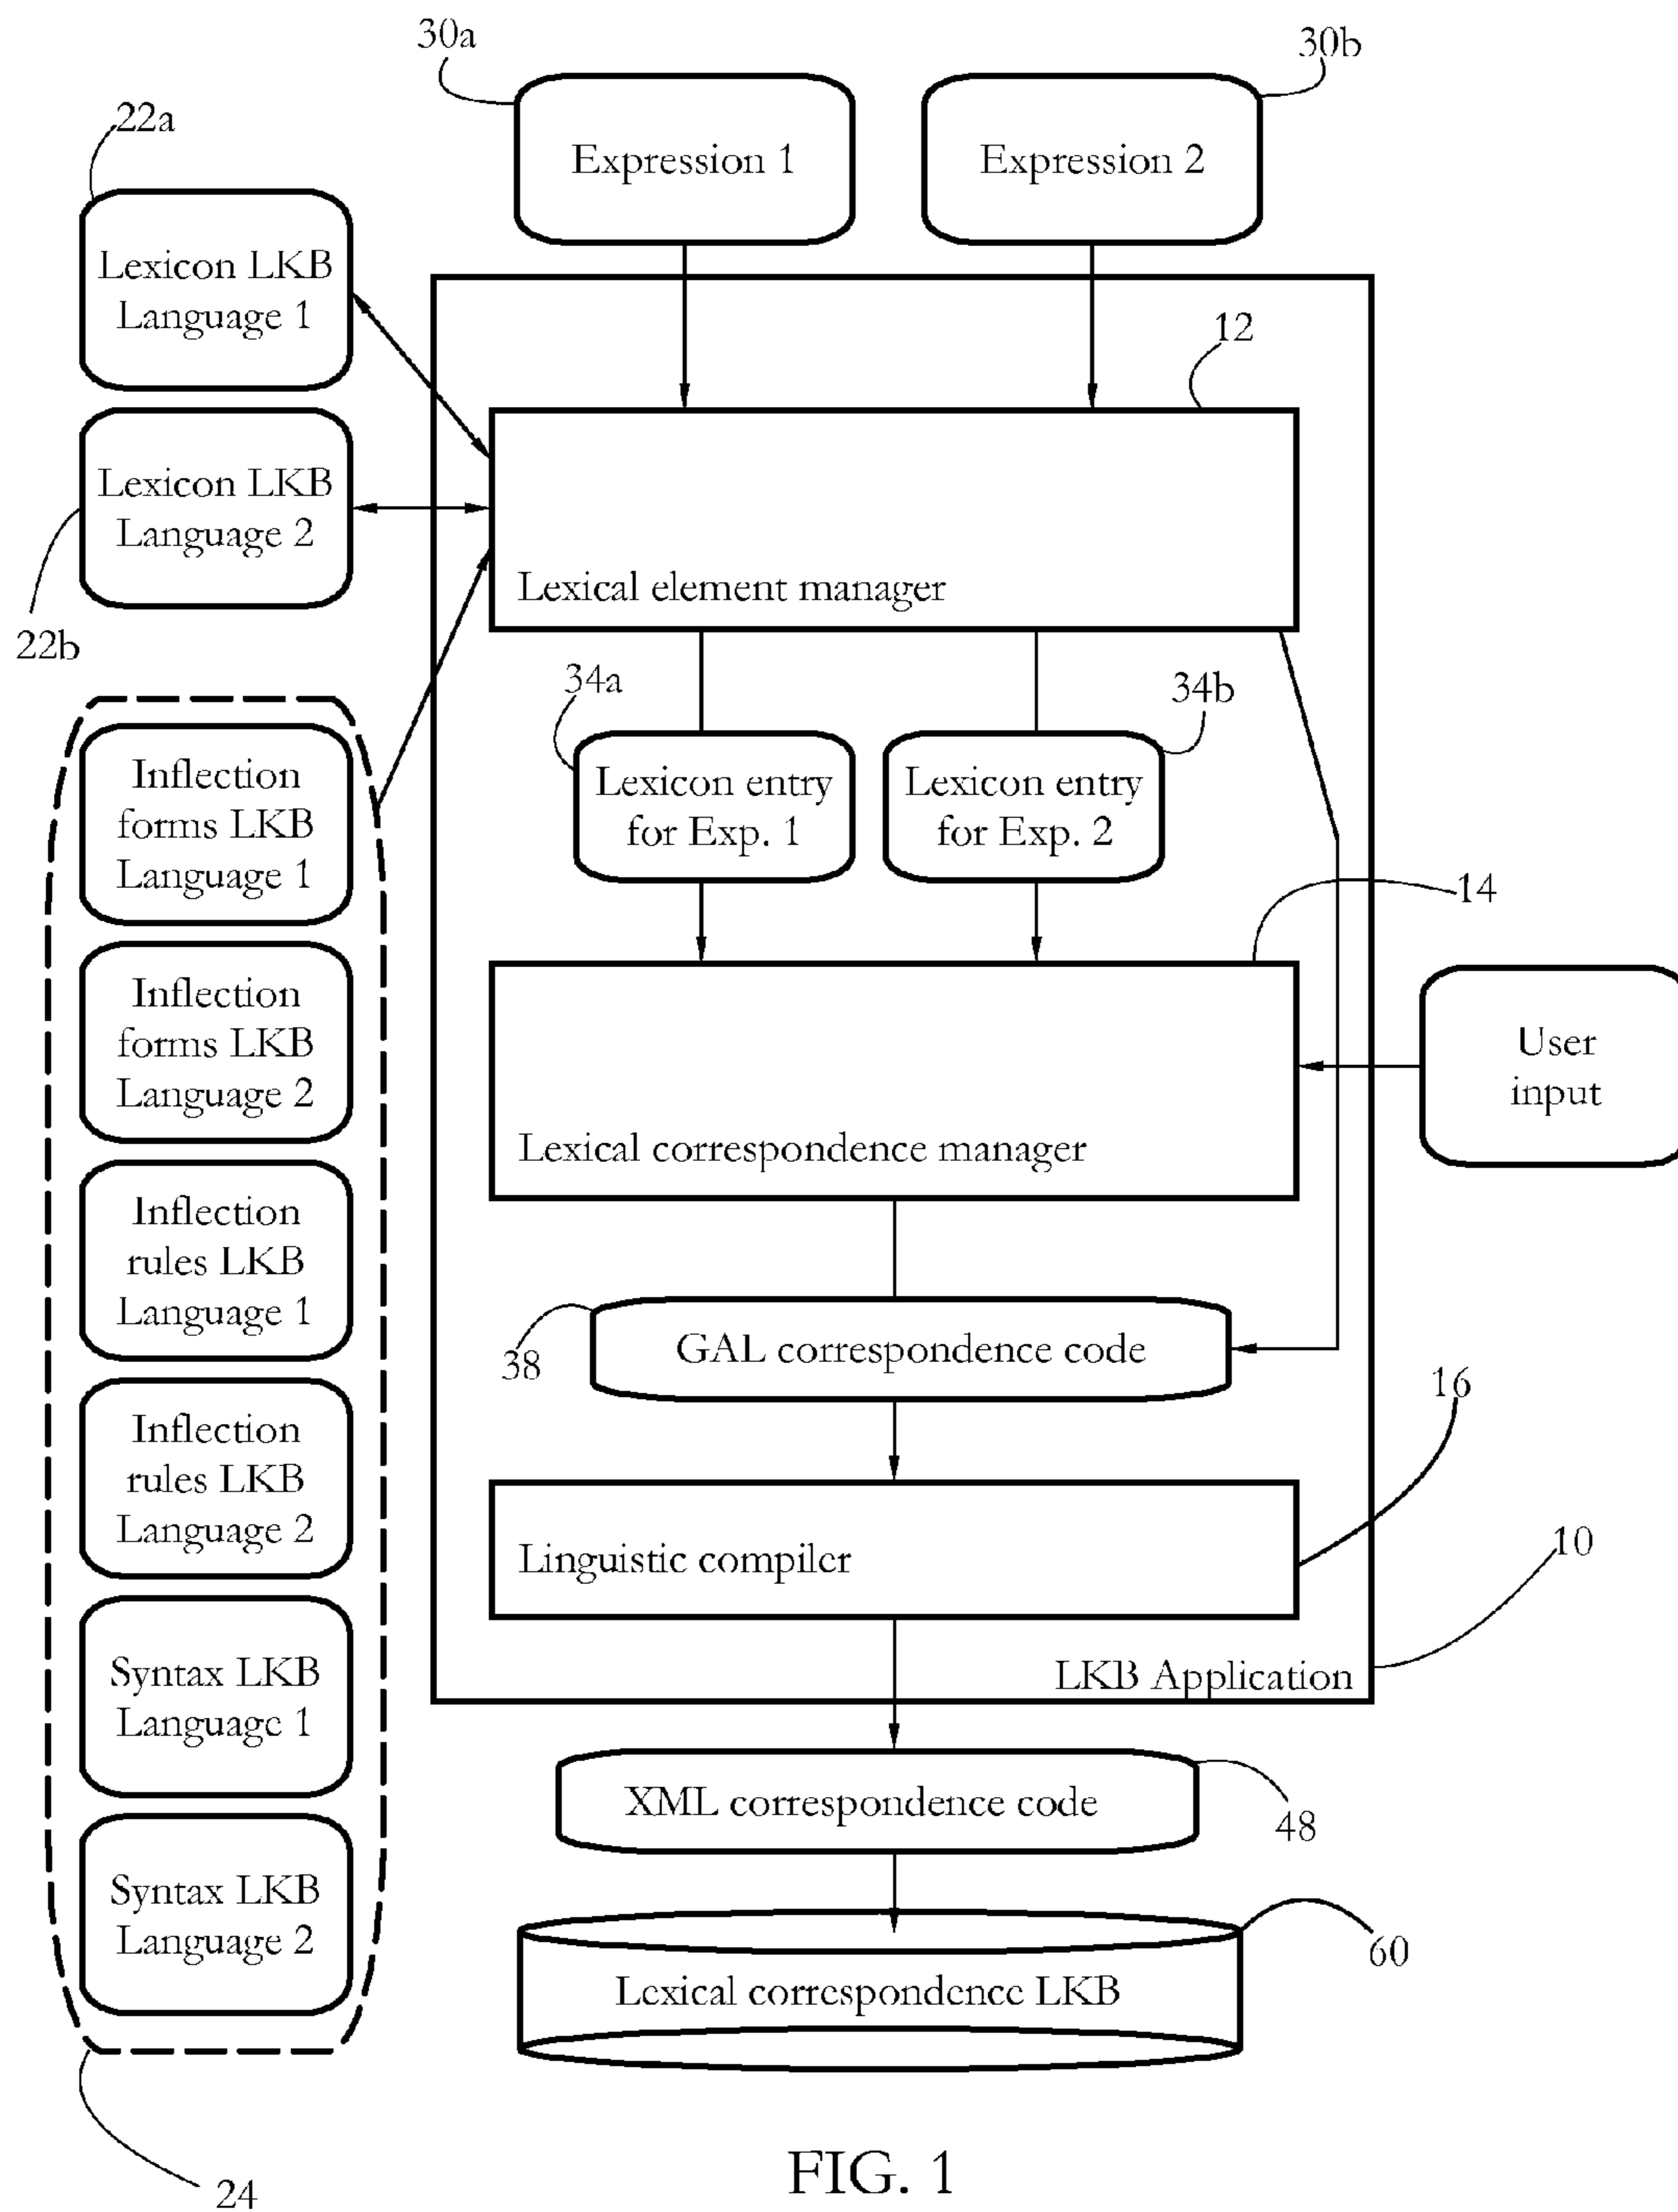 30a
30b
22a
Expression 1
Expression 2
Lexicon LKB
Language 1
12
Lexicon LKB
Language 2
Lexical element manager
22b
34a
34b
Inflection
forms LKB
Language 1
Lexicon entry
for Exp. 1
Lexicon entry
for Exp. 2
14
Inflection
forms LKB
Language 2
User
input
Lexical correspondence manager
Inflection
rules LKB
Language 1
38
GAL correspondence code
16
Inflection
rules LKB
Language 2
Linguistic compiler
10
Syntax LKB
Language 1
LKB Application
XML correspondence code
48
Syntax LKB
Language 2
60
Lexical correspondence LKB
24
FIG. 1